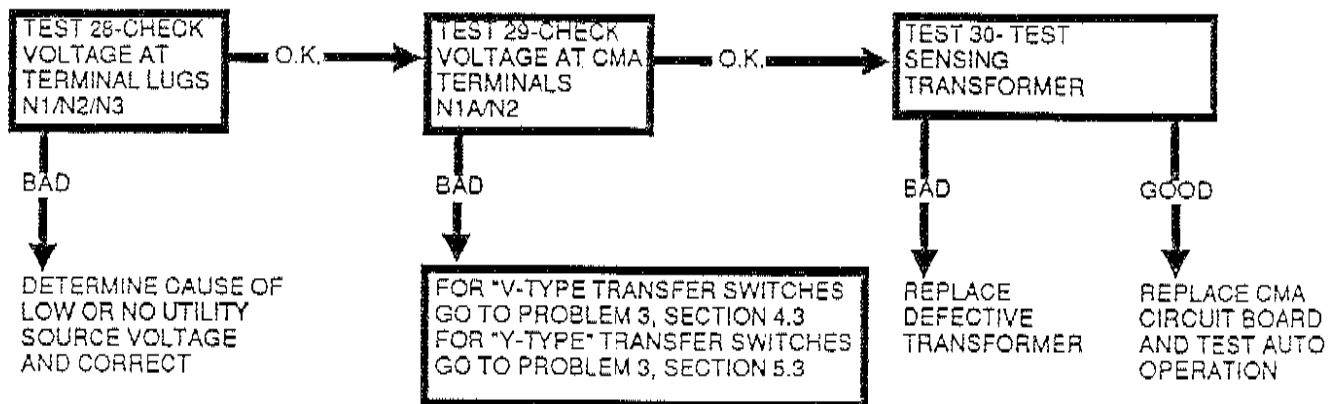 TEST 28-CHECK
VOLTAGE AT
TERMINAL LUGS
N1/N2/N3
O.K.
TEST 29-CHECK
VOLTAGE AT CMA
TERMINALS
N1A/N2
O.K.
TEST 30- TEST
SENSING
TRANSFORMER
BAD
BAD
BAD
GOOD
DETERMINE CAUSE OF
LOW OR NO UTILITY
SOURCE VOLTAGE
AND CORRECT
FOR "V-TYPE TRANSFER SWITCHES
GO TO PROBLEM 3, SECTION 4.3
FOR "Y-TYPE" TRANSFER SWITCHES
GO TO PROBLEM 3, SECTION 5.3
REPLACE
DEFECTIVE
TRANSFORMER
REPLACE CMA
CIRCUIT BOARD
AND TEST AUTO
OPERATION